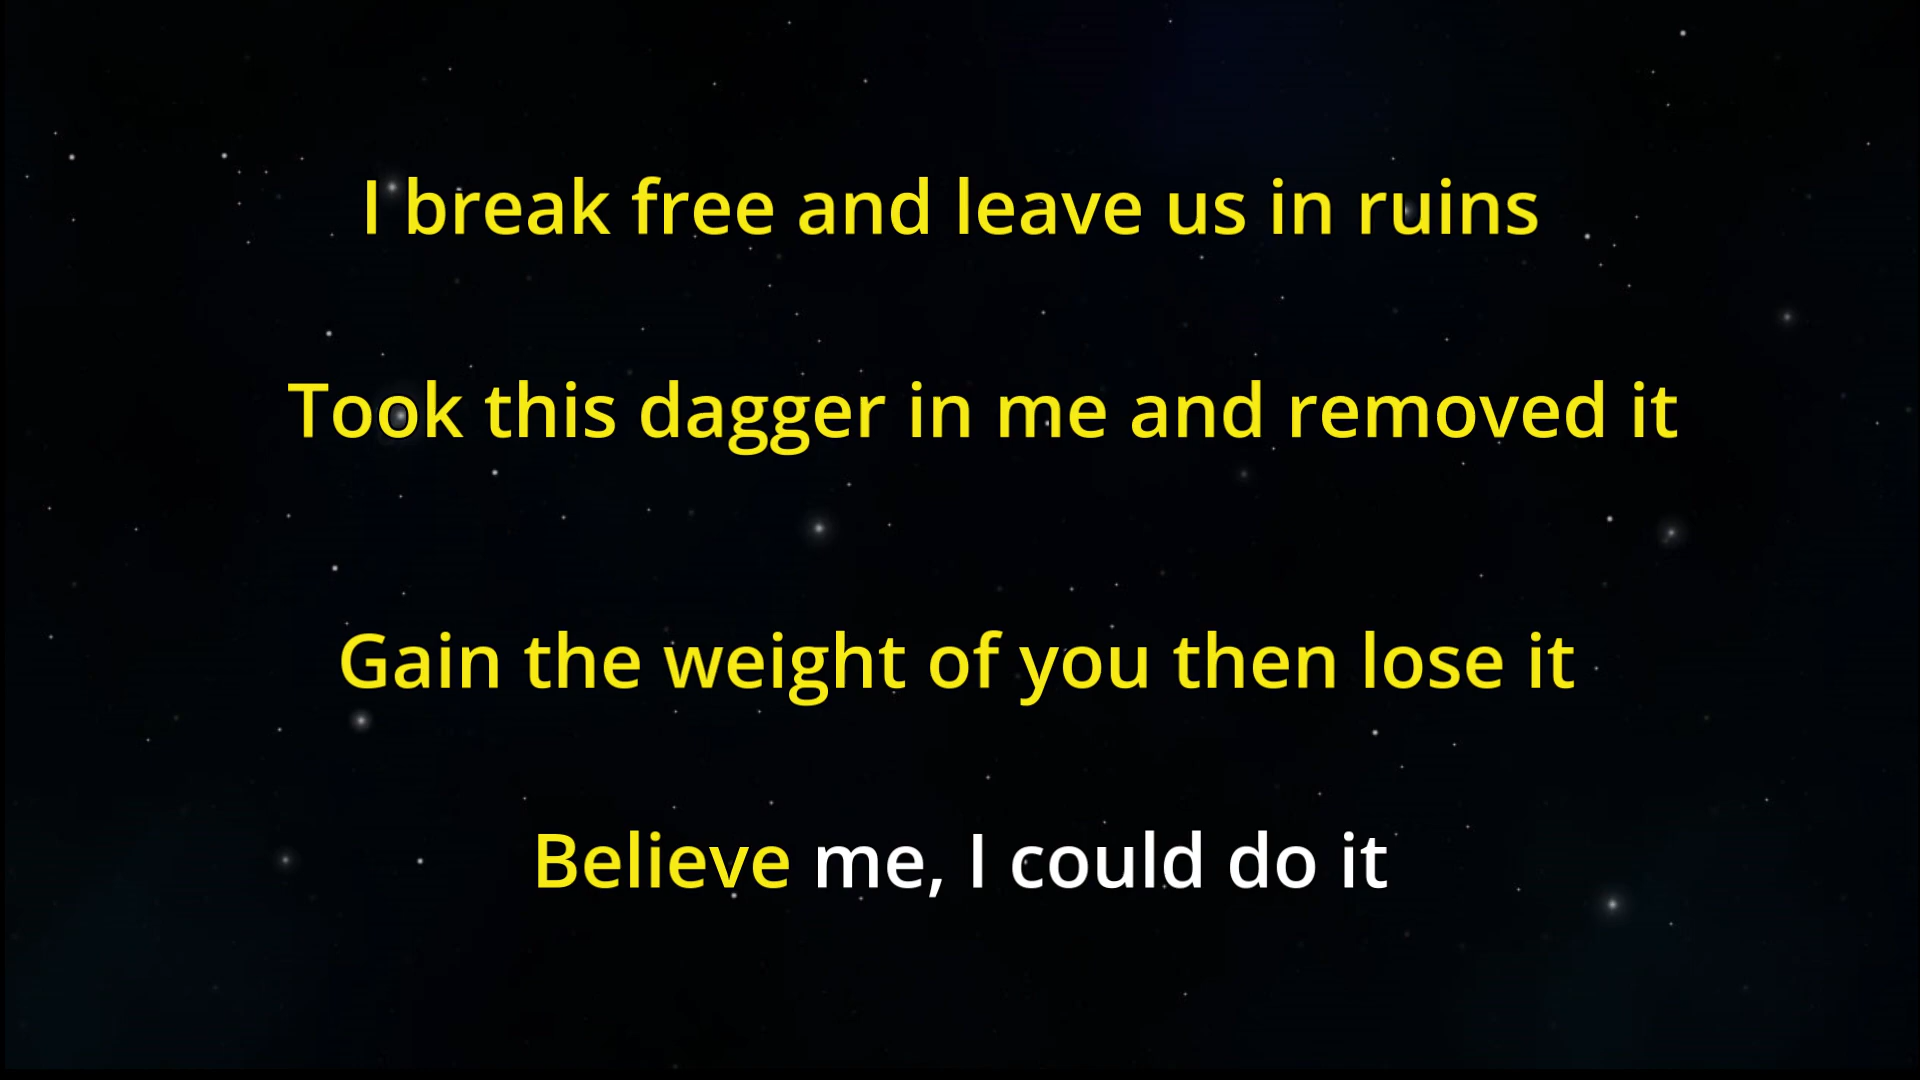 I break free and leave us in ruins
Took this dagger in me and removed it
Gain the weight of you then lose it
Believe me, I could do it